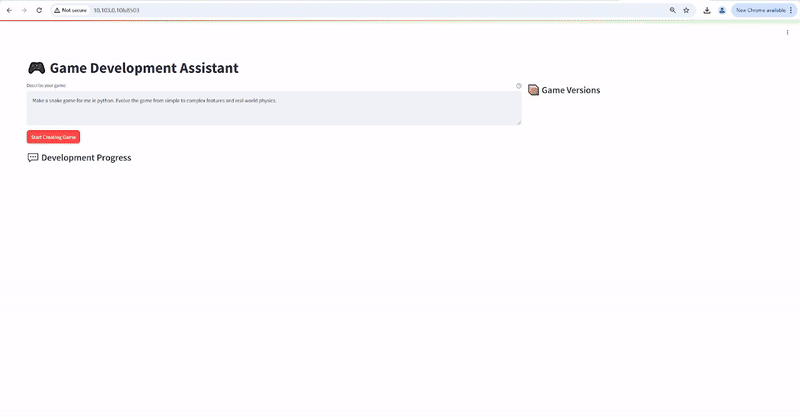 Not secure 10.103.0.106:8503
New Chrome available
Game Development Assistant
Describe your game:
Game Versions
Make a snake game for me in python. Evolve the game from simple to complex features and real-world physics.
Start Creating Game
Development Progress